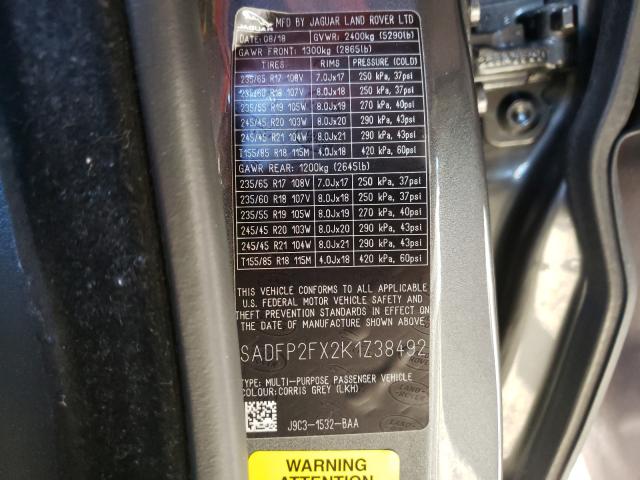 JAGUAR
MFD BY JAGUAR LAND ROVER LTD
DATE: 08/18 GVWR: 2400kg (5290lb)
GAWR FRONT: 1300kg (2865lb)
TIRES RIMS PRESSURE (COLD)
235/65 R17 108V 7.0Jx17 250 kPa, 37psi
235/60 R18 107V 8.0Jx18 250 kPa, 37psi
235/55 R19 105W 8.0Jx19 270 kPa, 40psi
245/45 R20 103W 8.0Jx20 290 kPa, 43psi
245/45 R21 104W 8.0Jx21 290 kPa, 43psi
T155/85 R18 115M 4.0Jx18 420 kPa, 60psi
GAWR REAR: 1200kg (2645lb)
235/65 R17 108V 7.0Jx17 250 kPa, 37psi
235/60 R18 107V 8.0Jx18 250 kPa, 37psi
235/55 R19 105W 8.0Jx19 270 kPa, 40psi
245/45 R20 103W 8.0Jx20 290 kPa, 43psi
245/45 R21 104W 8.0Jx21 290 kPa, 43psi
T155/85 R18 115M 4.0Jx18 420 kPa, 60psi
THIS VEHICLE CONFORMS TO ALL APPLICABLE
U.S. FEDERAL MOTOR VEHICLE SAFETY AND
THEFT PREVENTION STANDARDS IN EFFECT ON
THE DATE OF MANUFACTURE SHOWN ABOVE.
SADFP2FX2K1Z38492
TYPE: MULTI-PURPOSE PASSENGER VEHICLE
COLOUR: CORRIS GREY (LKH)
J9C3-1532-BAA
WARNING
ATTENTION